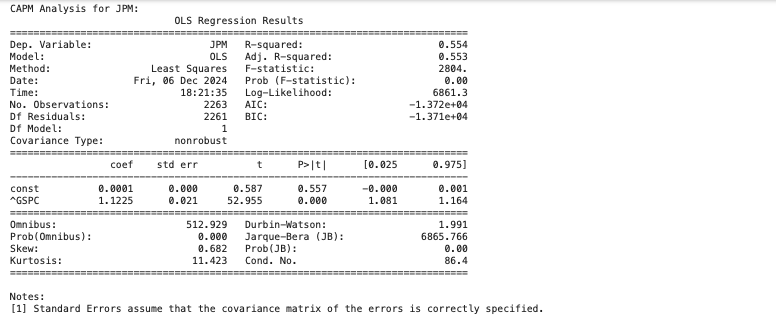 CAPM Analysis for JPM:
OLS Regression Results
==============================================================================
Dep. Variable: JPM R-squared: 0.554
Model: OLS Adj. R-squared: 0.553
Method: Least Squares F-statistic: 2804.
Date: Fri, 06 Dec 2024 Prob (F-statistic): 0.00
Time: 18:21:35 Log-Likelihood: 6861.3
No. Observations: 2263 AIC: -1.372e+04
Df Residuals: 2261 BIC: -1.371e+04
Df Model: 1
Covariance Type: nonrobust
==============================================================================
coef std err t P>|t| [0.025 0.975]
------------------------------------------------------------------------------
const 0.0001 0.000 0.587 0.557 -0.000 0.001
^GSPC 1.1225 0.021 52.955 0.000 1.081 1.164
==============================================================================
Omnibus: 512.929 Durbin-Watson: 1.991
Prob(Omnibus): 0.000 Jarque-Bera (JB): 6865.766
Skew: 0.682 Prob(JB): 0.00
Kurtosis: 11.423 Cond. No. 86.4
==============================================================================
Notes:
[1] Standard Errors assume that the covariance matrix of the errors is correctly specified.